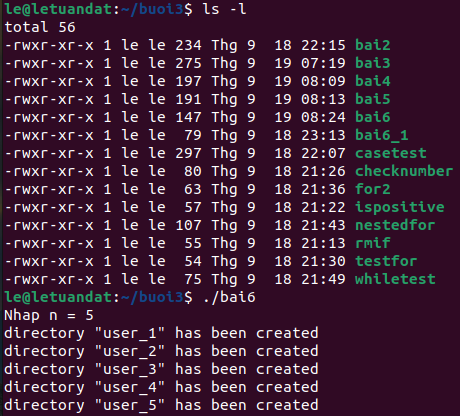 le@letuandat:~/buoi3$ ls -l
total 56
-rwxr-xr-x 1 le le 234 Thg 9  18 22:15 bai2
-rwxr-xr-x 1 le le 275 Thg 9  19 07:19 bai3
-rwxr-xr-x 1 le le 197 Thg 9  19 08:09 bai4
-rwxr-xr-x 1 le le 191 Thg 9  19 08:13 bai5
-rwxr-xr-x 1 le le 147 Thg 9  19 08:24 bai6
-rwxr-xr-x 1 le le  79 Thg 9  18 23:13 bai6_1
-rwxr-xr-x 1 le le 297 Thg 9  18 22:07 casetest
-rwxr-xr-x 1 le le  80 Thg 9  18 21:26 checknumber
-rwxr-xr-x 1 le le  63 Thg 9  18 21:36 for2
-rwxr-xr-x 1 le le  57 Thg 9  18 21:22 ispositive
-rwxr-xr-x 1 le le 107 Thg 9  18 21:43 nestedfor
-rwxr-xr-x 1 le le  55 Thg 9  18 21:13 rmif
-rwxr-xr-x 1 le le  54 Thg 9  18 21:30 testfor
-rwxr-xr-x 1 le le  75 Thg 9  18 21:49 whiletest
le@letuandat:~/buoi3$ ./bai6
Nhap n = 5
directory "user_1" has been created
directory "user_2" has been created
directory "user_3" has been created
directory "user_4" has been created
directory "user_5" has been created